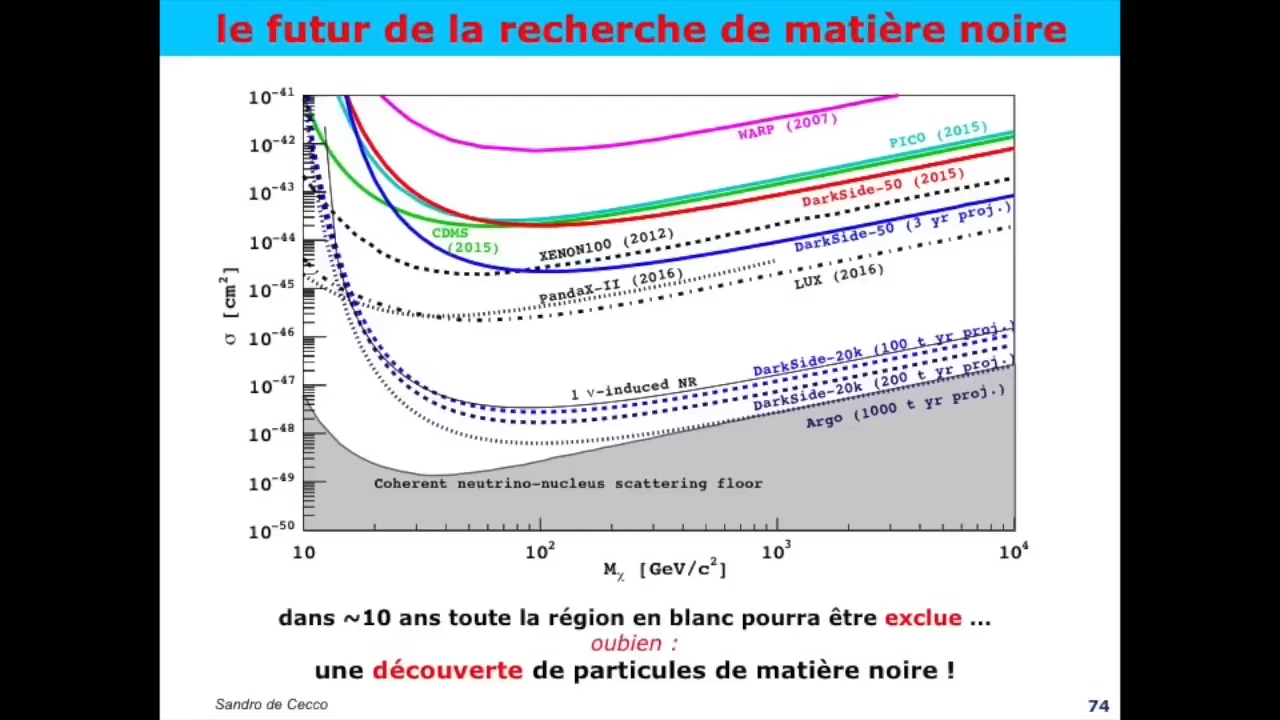 le futur de la recherche de matière noire
10⁻⁴¹
10⁻⁴²
10⁻⁴³
10⁻⁴⁴
10⁻⁴⁵
10⁻⁴⁶
10⁻⁴⁷
10⁻⁴⁸
10⁻⁴⁹
10⁻⁵⁰
σ [cm²]
WARP (2007)
PICO (2015)
DarkSide-50 (2015)
CDMS
(2015)
XENON100 (2012)
DarkSide-50 (3 yr proj.)
PandaX-II (2016)
LUX (2016)
DarkSide-20k (100 t yr proj.)
1 ν-induced NR
DarkSide-20k (200 t yr proj.)
Argo (1000 t yr proj.)
Coherent neutrino-nucleus scattering floor
10 10² 10³ 10⁴
Mᵪ [GeV/c²]
dans ~10 ans toute la région en blanc pourra être exclue ...
oubien :
une découverte de particules de matière noire !
Sandro de Cecco
74